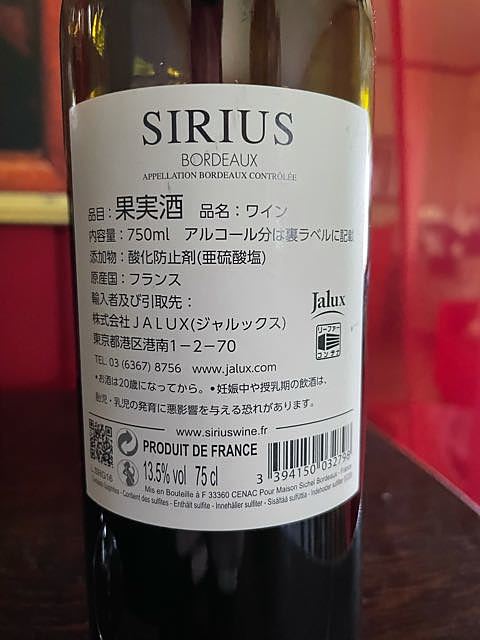 SIRIUS
BORDEAUX
APPELLATION BORDEAUX CONTRÔLÉE
品目：果実酒 品名：ワイン
内容量：750ml アルコール分は裏ラベルに記載
添加物：酸化防止剤(亜硫酸塩)
原産国：フランス
輸入者及び引取先：
株式会社JALUX(ジャルックス)
東京都港区港南1－2－70
Jalux
リーファー
コンテナ
TEL 03 (6367) 8756 www.jalux.com
•お酒は20歳になってから。•妊娠中や授乳期の飲酒は、
胎児・乳児の発育に悪影響を与える恐れがあります。
www.siriuswine.fr
PRODUIT DE FRANCE
13.5% vol 75 cl
3 394150 032796
Mis en Bouteille à F 33360 CENAC Pour Maison Sichel Bordeaux - France
Contient des sulfites - Enthält sulfite - Innehåller sulfiter - Sisältää sulfiittia - Indeholder sulfitter